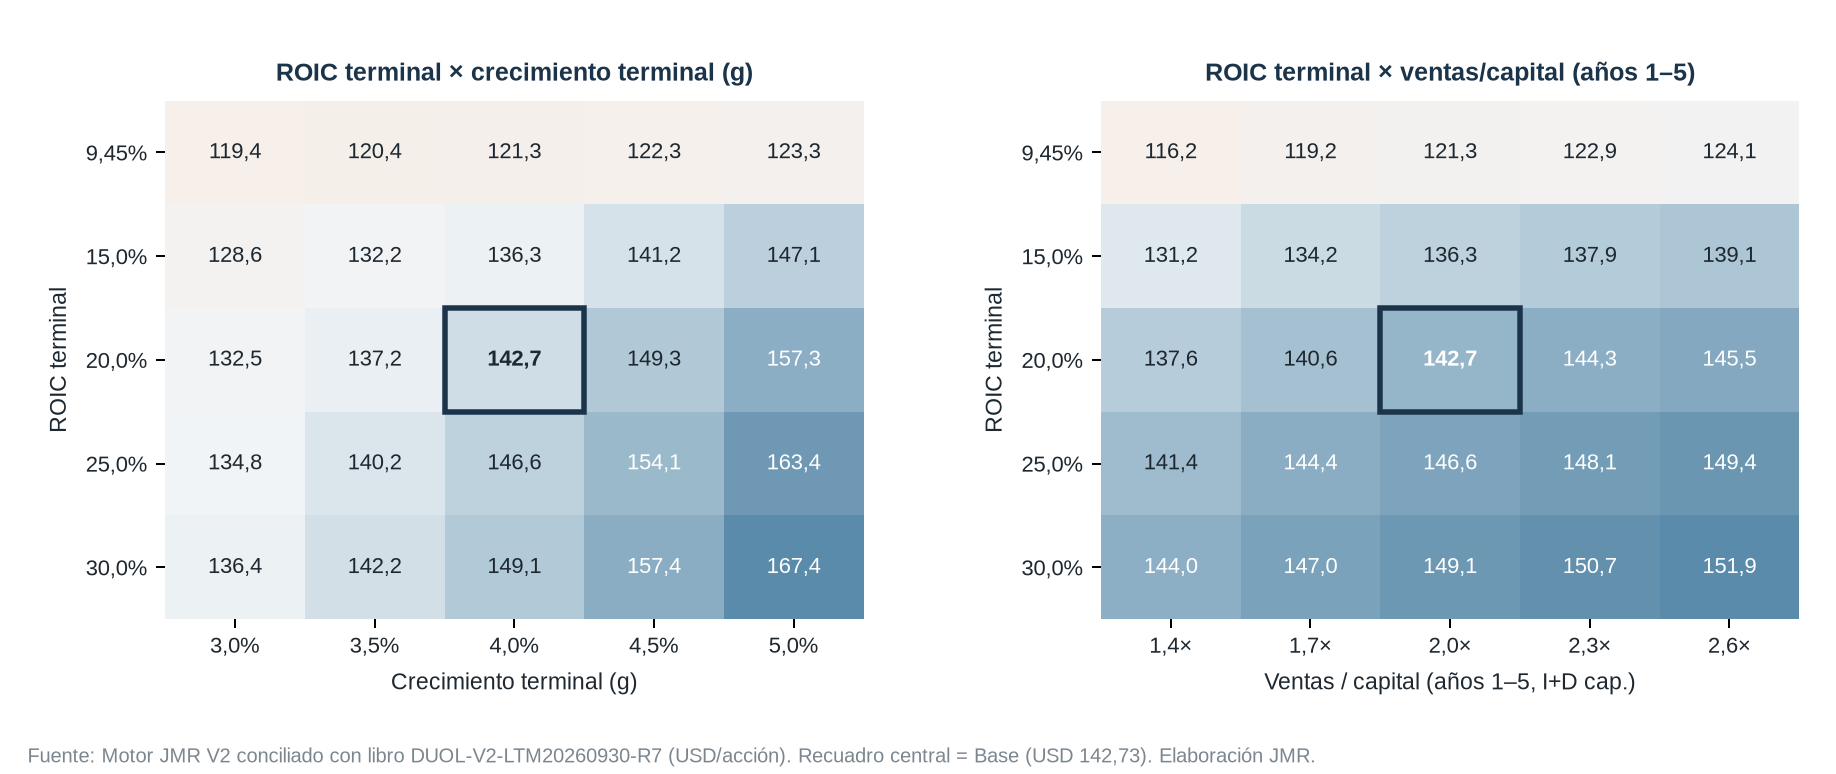 ROIC terminal × crecimiento terminal (g)
9,45% 119,4 120,4 121,3 122,3 123,3
15,0% 128,6 132,2 136,3 141,2 147,1
20,0% 132,5 137,2 142,7 149,3 157,3
25,0% 134,8 140,2 146,6 154,1 163,4
30,0% 136,4 142,2 149,1 157,4 167,4
ROIC terminal
3,0% 3,5% 4,0% 4,5% 5,0%
Crecimiento terminal (g)
ROIC terminal × ventas/capital (años 1–5)
9,45% 116,2 119,2 121,3 122,9 124,1
15,0% 131,2 134,2 136,3 137,9 139,1
20,0% 137,6 140,6 142,7 144,3 145,5
25,0% 141,4 144,4 146,6 148,1 149,4
30,0% 144,0 147,0 149,1 150,7 151,9
ROIC terminal
1,4× 1,7× 2,0× 2,3× 2,6×
Ventas / capital (años 1–5, I+D cap.)
Fuente: Motor JMR V2 conciliado con libro DUOL-V2-LTM20260930-R7 (USD/acción). Recuadro central = Base (USD 142,73). Elaboración JMR.